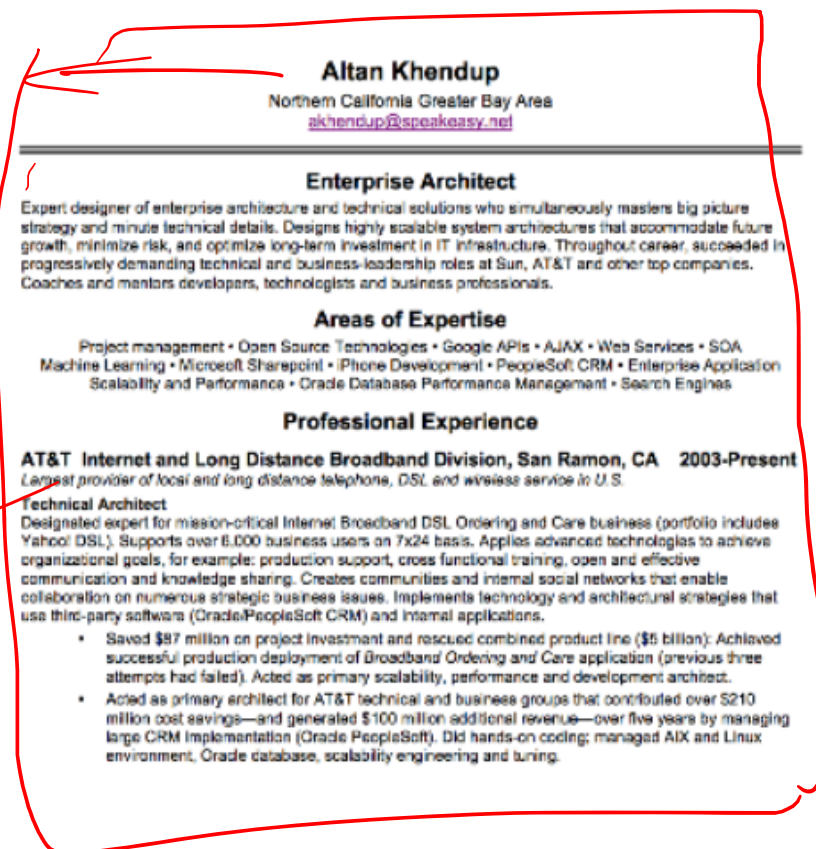 Altan Khendup
Northern California Greater Bay Area
akhendup@speakeasy.net
Enterprise Architect
Expert designer of enterprise architecture and technical solutions who simultaneously masters big picture
strategy and minute technical details. Designs highly scalable system architectures that accommodate future
growth, minimize risk, and optimize long-term investment in IT infrastructure. Throughout career, succeeded in
progressively demanding technical and business-leadership roles at Sun, AT&T and other top companies.
Coaches and mentors developers, technologists and business professionals.
Areas of Expertise
Project management • Open Source Technologies • Google APIs • AJAX • Web Services • SOA
Machine Learning • Microsoft Sharepoint • iPhone Development • PeopleSoft CRM • Enterprise Application
Scalability and Performance • Oracle Database Performance Management • Search Engines
Professional Experience
AT&T Internet and Long Distance Broadband Division, San Ramon, CA 2003-Present
Largest provider of local and long distance telephone, DSL and wireless service in U.S.
Technical Architect
Designated expert for mission-critical Internet Broadband DSL Ordering and Care business (portfolio includes
Yahoo! DSL). Supports over 6,000 business users on 7x24 basis. Applies advanced technologies to achieve
organizational goals, for example: production support, cross functional training, open and effective
communication and knowledge sharing. Creates communities and internal social networks that enable
collaboration on numerous strategic business issues. Implements technology and architectural strategies that
use third-party software (Oracle/PeopleSoft CRM) and internal applications.
• Saved $87 million on project investment and rescued combined product line ($5 billion): Achieved
successful production deployment of Broadband Ordering and Care application (previous three
attempts had failed). Acted as primary scalability, performance and development architect.
• Acted as primary architect for AT&T technical and business groups that contributed over $210
million cost savings—and generated $100 million additional revenue—over five years by managing
large CRM Implementation (Oracle PeopleSoft). Did hands-on coding; managed AIX and Linux
environment, Oracle database, scalability engineering and tuning.